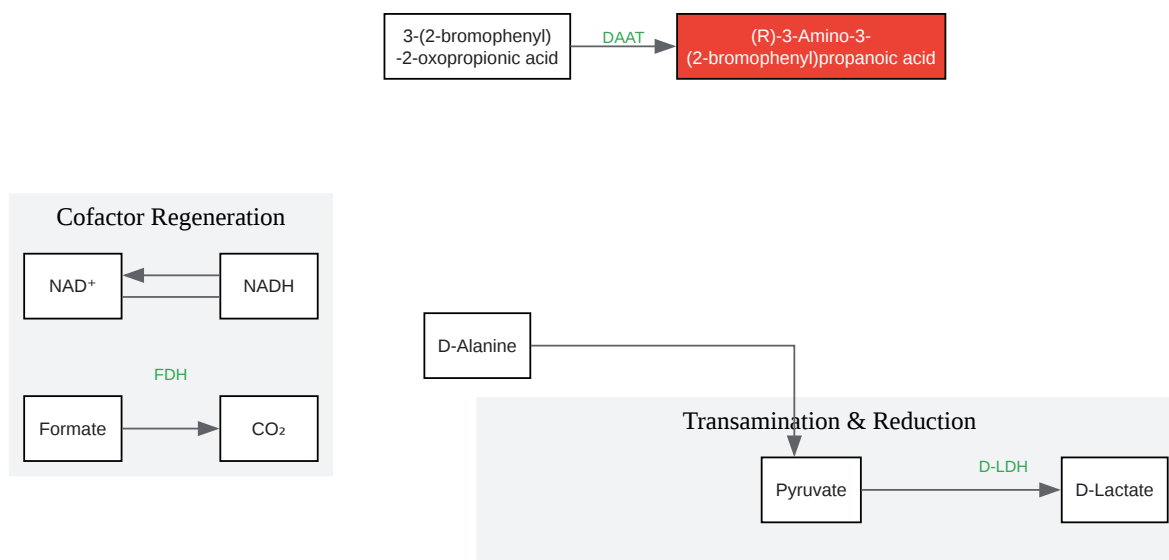 3-(2-bromophenyl)
-2-oxopropionic acid
DAAT
(R)-3-Amino-3-
(2-bromophenyl)propanoic acid
Cofactor Regeneration
NAD⁺
NADH
FDH
Formate
CO₂
D-Alanine
Transamination & Reduction
Pyruvate
D-LDH
D-Lactate